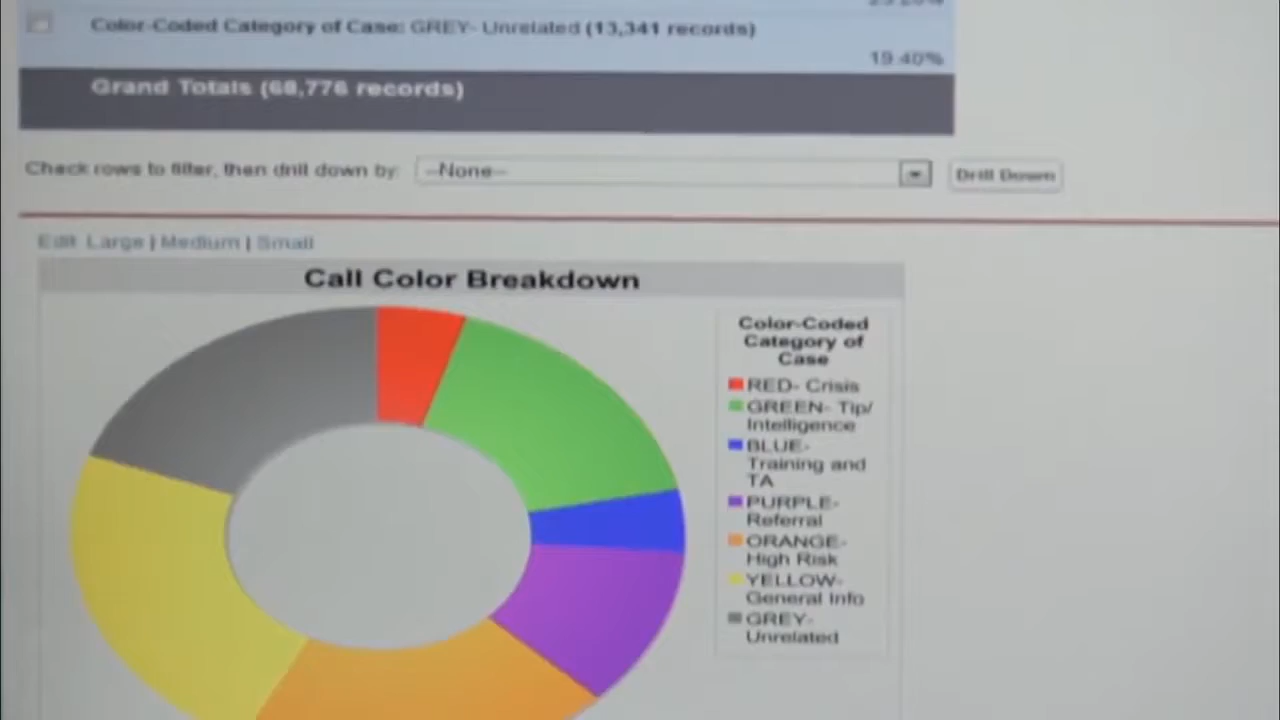 Color-Coded Category of Case: GREY- Unrelated (13,341 records)
19.40%
Grand Totals (68,776 records)
Check rows to filter, then drill down by: --None-- Drill Down
Edit Large | Medium | Small
Call Color Breakdown
Color-Coded
Category of
Case
RED- Crisis
GREEN- Tip/
Intelligence
BLUE-
Training and
TA
PURPLE-
Referral
ORANGE-
High Risk
YELLOW-
General Info
GREY-
Unrelated